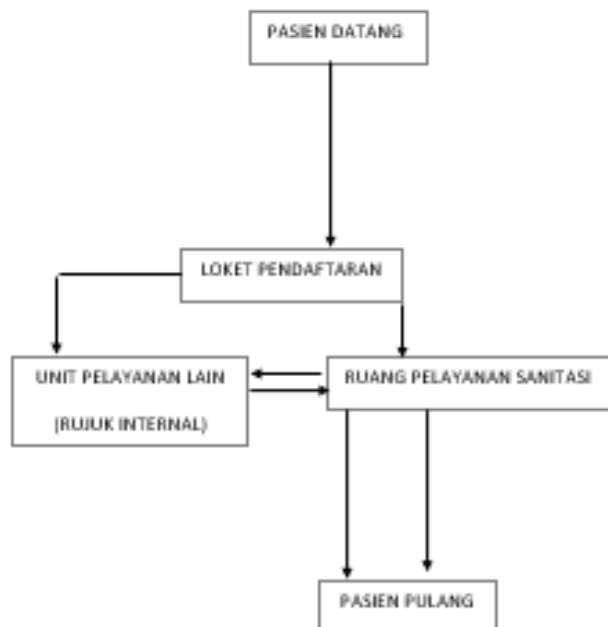 PASIEN DATANG
LOKET PENDAFTARAN
UNIT PELAYANAN LAIN
(RUJUK INTERNAL)
RUANG PELAYANAN SANITASI
PASIEN PULANG